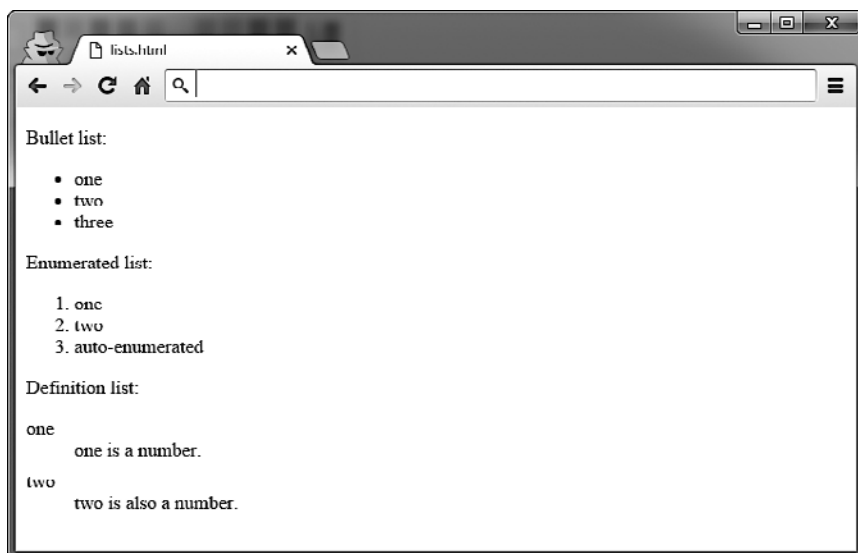 lists.html
Bullet list:
• one
• two
• three
Enumerated list:
1. one
2. two
3. auto-enumerated
Definition list:
one
one is a number.
two
two is also a number.